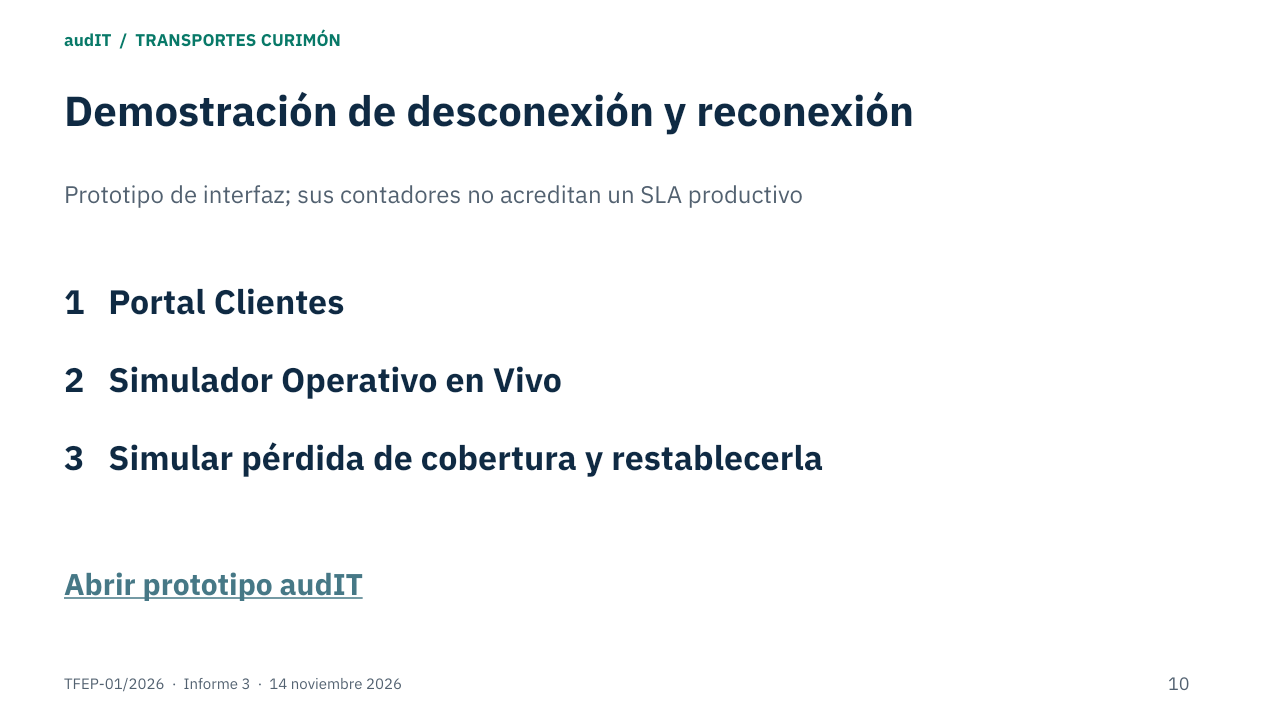 audIT / TRANSPORTES CURIMÓN
Demostración de desconexión y reconexión
Prototipo de interfaz; sus contadores no acreditan un SLA productivo
1 Portal Clientes
2 Simulador Operativo en Vivo
3 Simular pérdida de cobertura y restablecerla
Abrir prototipo audIT
TFEP-01/2026 · Informe 3 · 14 noviembre 2026
10